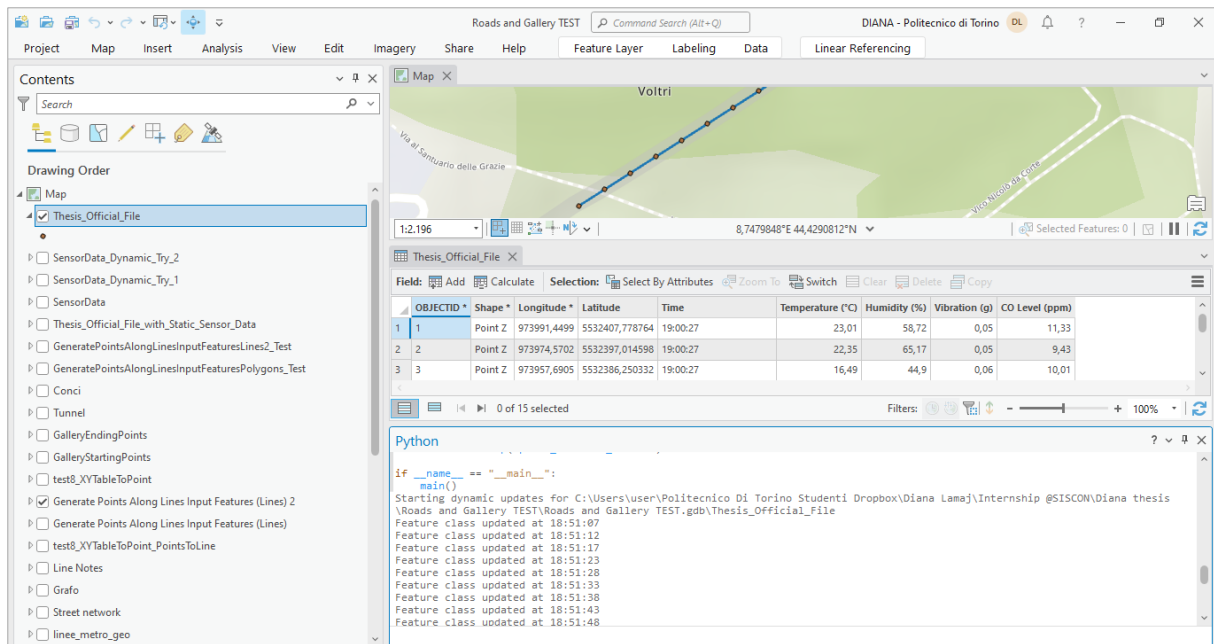 Roads and Gallery TEST
Command Search (Alt+Q)
DIANA - Politecnico di Torino
DL
?
Project Map Insert Analysis View Edit Imagery Share Help Feature Layer Labeling Data Linear Referencing
Contents
Search
Drawing Order
Map
Thesis_Official_File
SensorData_Dynamic_Try_2
SensorData_Dynamic_Try_1
SensorData
Thesis_Official_File_with_Static_Sensor_Data
GeneratePointsAlongLinesInputFeaturesLines2_Test
GeneratePointsAlongLinesInputFeaturesPolygons_Test
Conci
Tunnel
GalleryEndingPoints
GalleryStartingPoints
test8_XYTableToPoint
Generate Points Along Lines Input Features (Lines) 2
Generate Points Along Lines Input Features (Lines)
test8_XYTableToPoint_PointsToLine
Line Notes
Grafo
Street network
linee_metro_geo
Map
Voltri
Via al Santuario delle Grazie
Vico Nicolò da Corte
1:2.196
8,7479848°E 44,4290812°N
Selected Features: 0
Thesis_Official_File
Field: Add Calculate Selection: Select By Attributes Zoom To Switch Clear Delete Copy
OBJECTID * Shape * Longitude * Latitude Time Temperature (°C) Humidity (%) Vibration (g) CO Level (ppm)
1 1 Point Z 973991,4499 5532407,778764 19:00:27 23,01 58,72 0,05 11,33
2 2 Point Z 973974,5702 5532397,014598 19:00:27 22,35 65,17 0,05 9,43
3 3 Point Z 973957,6905 5532386,250332 19:00:27 16,49 44,9 0,06 10,01
0 of 15 selected
Filters:
100%
Python
?
if __name__ == "__main__":
main()
Starting dynamic updates for C:\Users\user\Politecnico Di Torino Studenti Dropbox\Diana Lamaj\Internship @SISCON\Diana thesis
\Roads and Gallery TEST\Roads and Gallery TEST.gdb\Thesis_Official_File
Feature class updated at 18:51:07
Feature class updated at 18:51:12
Feature class updated at 18:51:17
Feature class updated at 18:51:23
Feature class updated at 18:51:28
Feature class updated at 18:51:33
Feature class updated at 18:51:38
Feature class updated at 18:51:43
Feature class updated at 18:51:48